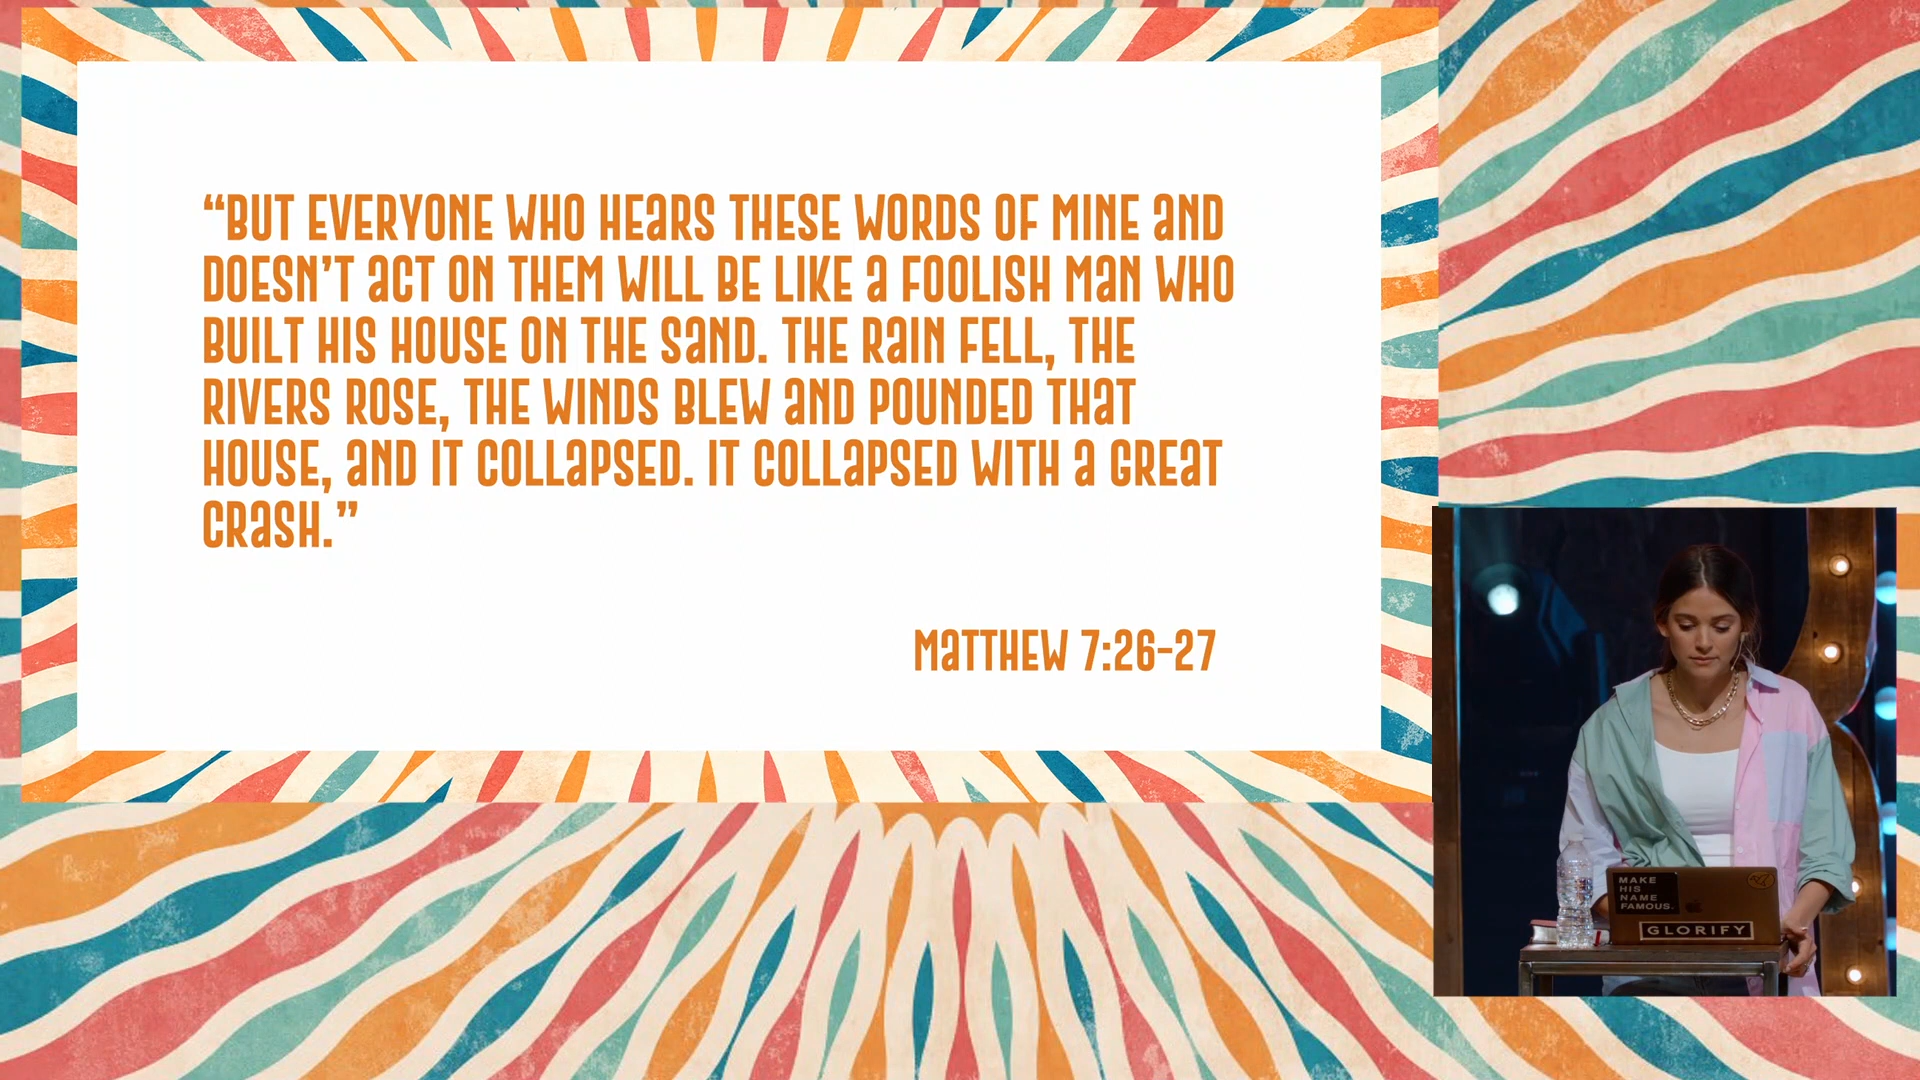 “BUT EVERYONE WHO HEARS THESE WORDS OF MINE AND
DOESN’T ACT ON THEM WILL BE LIKE A FOOLISH MAN WHO
BUILT HIS HOUSE ON THE SAND. THE RAIN FELL, THE
RIVERS ROSE, THE WINDS BLEW AND POUNDED THAT
HOUSE, AND IT COLLAPSED. IT COLLAPSED WITH A GREAT
CRASH.”
MATTHEW 7:26-27
MAKE
HIS
NAME
FAMOUS.
GLORIFY